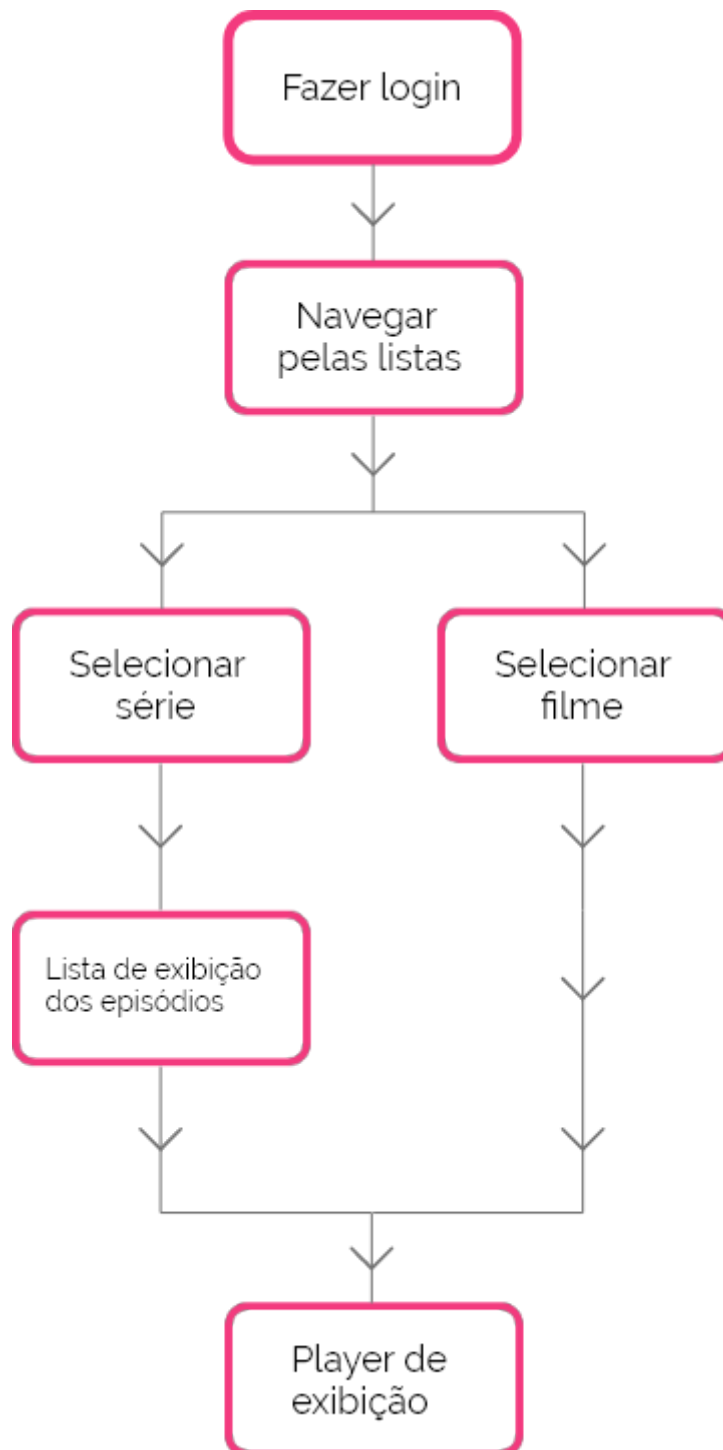 Fazer login
Navegar
pelas listas
Selecionar
série
Selecionar
filme
Lista de exibição
dos episódios
Player de
exibição